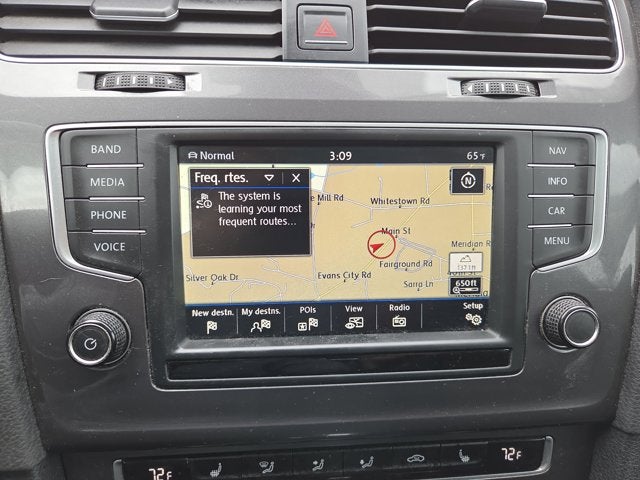 BAND
MEDIA
PHONE
VOICE
NAV
INFO
CAR
MENU
Normal
3:09
65°F
Freq. rtes.
X
The system is
learning your most
frequent routes...
e Mill Rd
Whitestown Rd
N
Main St
Meridian R
Fairground Rd
Silver Oak Dr
Evans City Rd
Sarra Ln
650ft
New destn.
My destns.
POIs
View
Radio
Setup
72°F
72°F